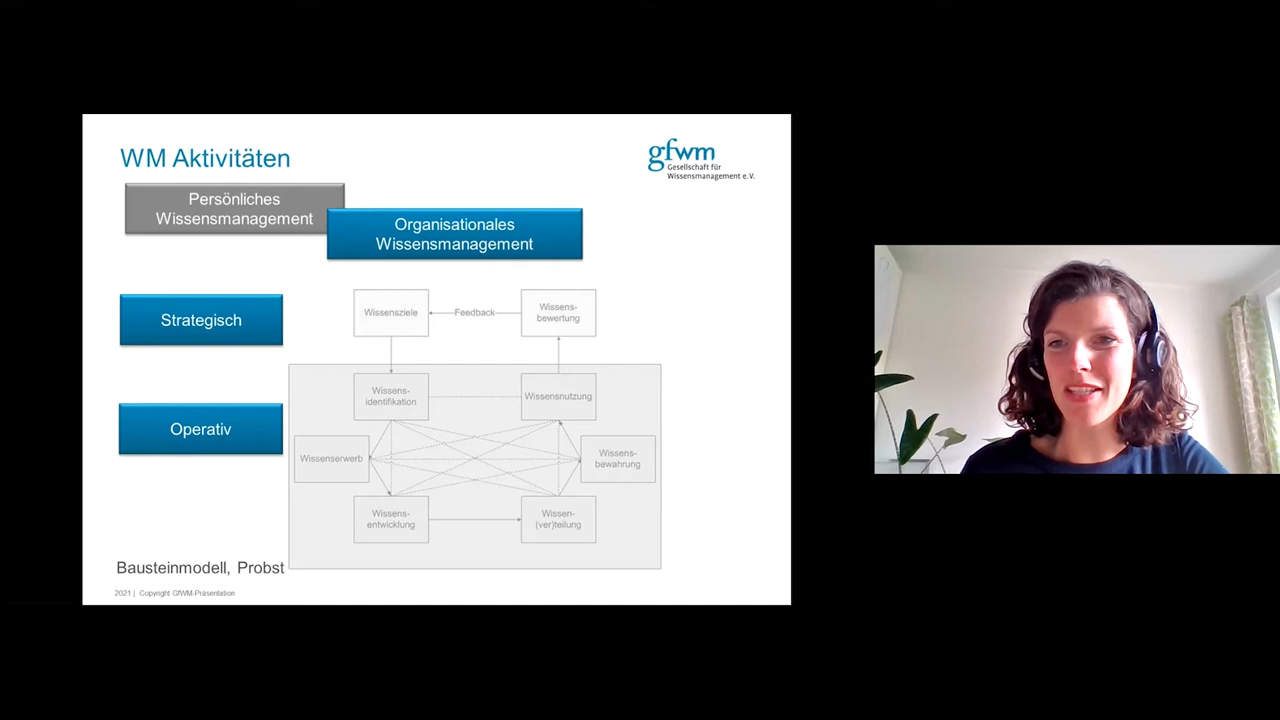 WM Aktivitäten
gfwm
Gesellschaft für
Wissensmanagement e.V.
Persönliches
Wissensmanagement
Organisationales
Wissensmanagement
Strategisch
Wissensziele
Feedback
Wissens-
bewertung
Operativ
Wissens-
identifikation
Wissensnutzung
Wissenserwerb
Wissens-
bewahrung
Wissens-
entwicklung
Wissen-
(ver)teilung
Bausteinmodell, Probst
2021 | Copyright GfWM-Präsentation